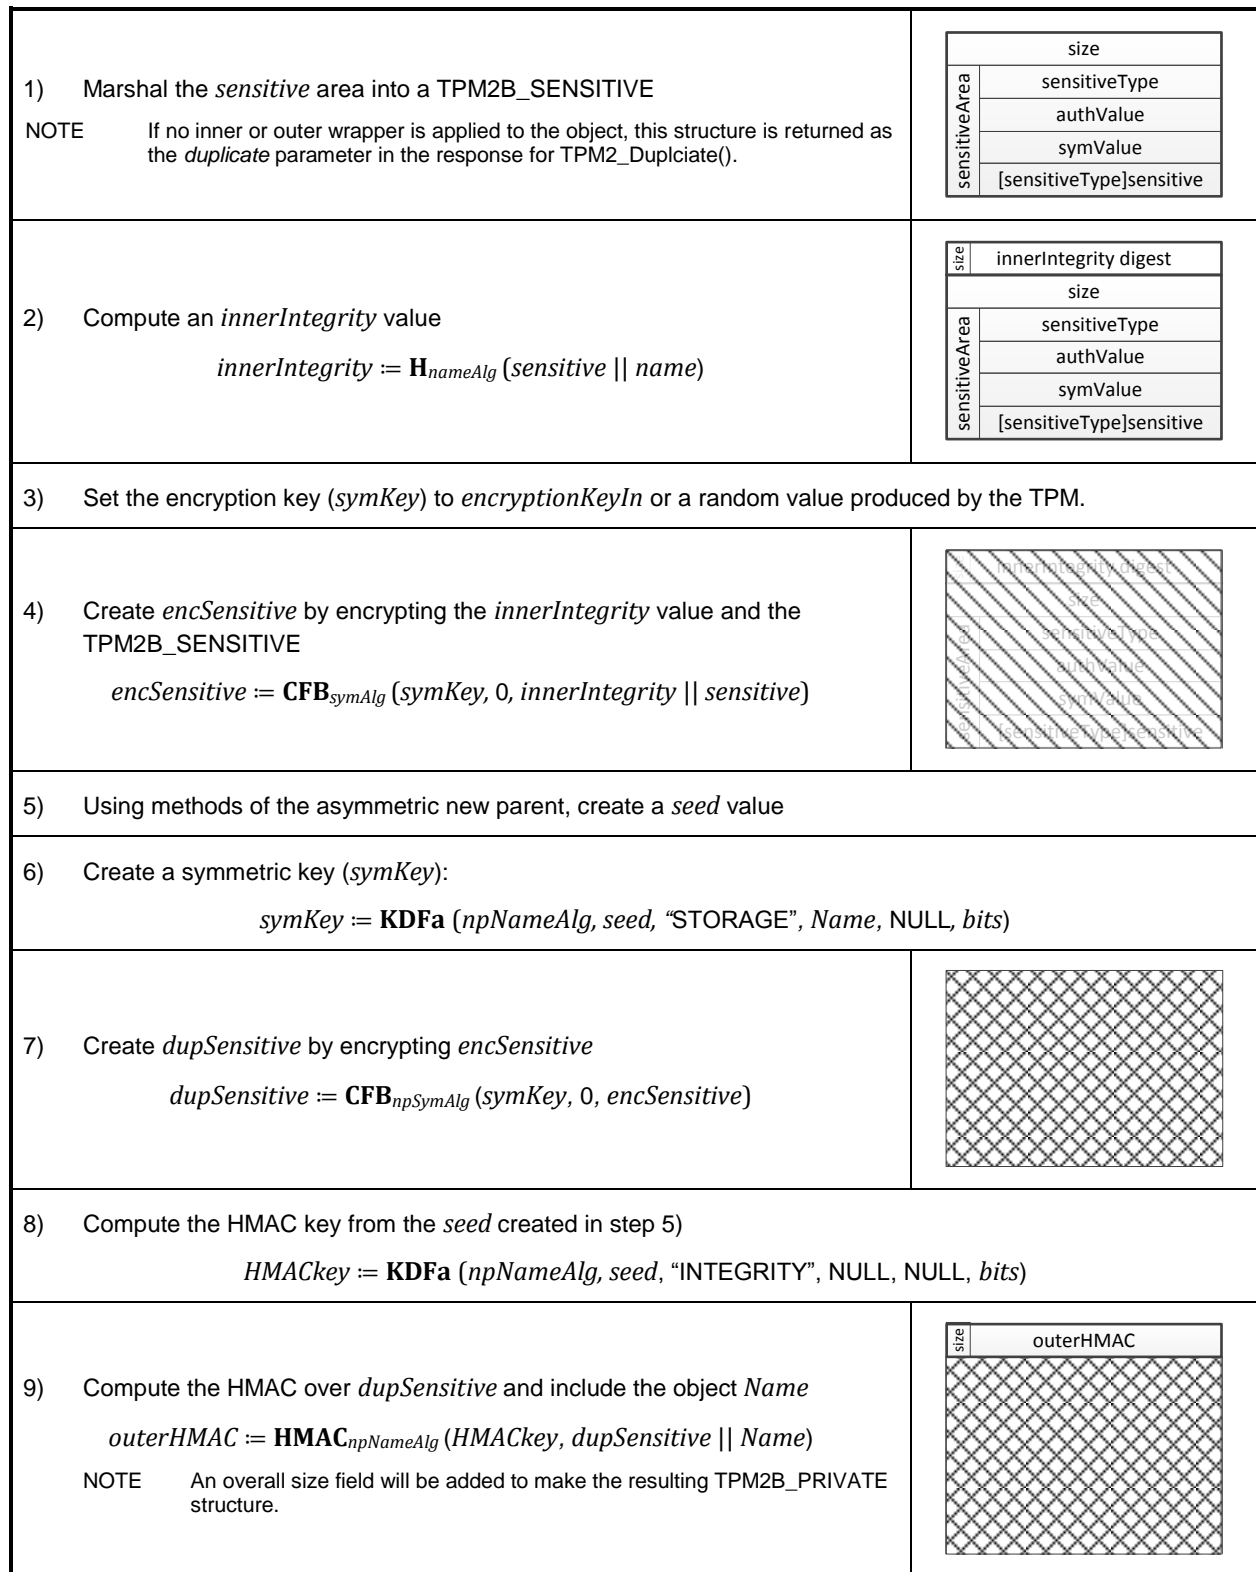 1) Marshal the sensitive area into a TPM2B_SENSITIVE
NOTE If no inner or outer wrapper is applied to the object, this structure is returned as
the duplicate parameter in the response for TPM2_Duplciate().
size
sensitiveArea
sensitiveType
authValue
symValue
[sensitiveType]sensitive
2) Compute an innerIntegrity value
innerIntegrity ≔ H_nameAlg (sensitive || name)
size
innerIntegrity digest
size
sensitiveArea
sensitiveType
authValue
symValue
[sensitiveType]sensitive
3) Set the encryption key (symKey) to encryptionKeyIn or a random value produced by the TPM.
4) Create encSensitive by encrypting the innerIntegrity value and the
TPM2B_SENSITIVE
encSensitive ≔ CFB_symAlg (symKey, 0, innerIntegrity || sensitive)
innerIntegrity digest
size
sensitiveArea
sensitiveType
authValue
symValue
[sensitiveType]sensitive
5) Using methods of the asymmetric new parent, create a seed value
6) Create a symmetric key (symKey):
symKey ≔ KDFa (npNameAlg, seed, “STORAGE”, Name, NULL, bits)
7) Create dupSensitive by encrypting encSensitive
dupSensitive ≔ CFB_npSymAlg (symKey, 0, encSensitive)
8) Compute the HMAC key from the seed created in step 5)
HMACkey ≔ KDFa (npNameAlg, seed, “INTEGRITY”, NULL, NULL, bits)
9) Compute the HMAC over dupSensitive and include the object Name
outerHMAC ≔ HMAC_npNameAlg (HMACkey, dupSensitive || Name)
NOTE An overall size field will be added to make the resulting TPM2B_PRIVATE
structure.
size
outerHMAC